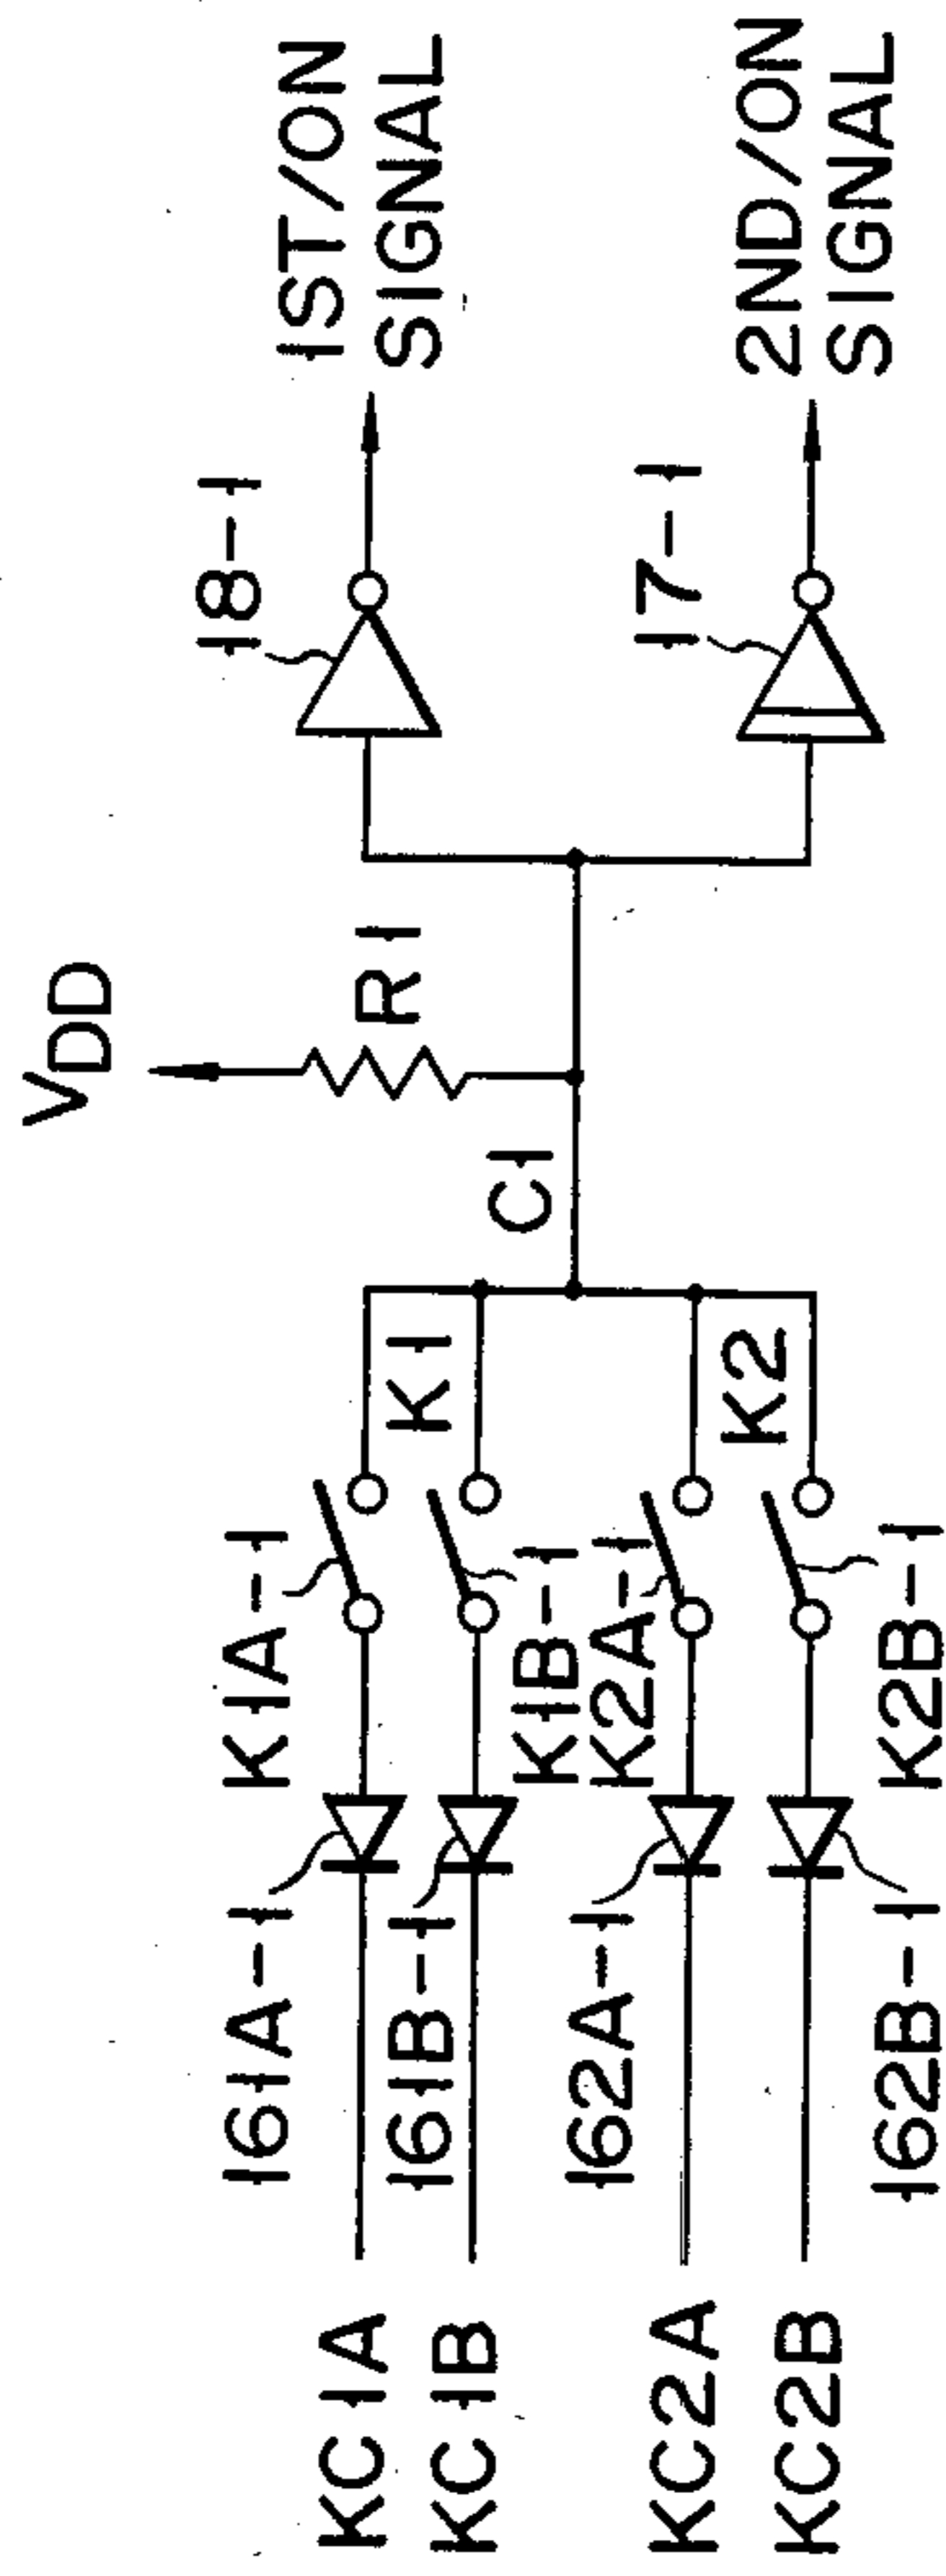 VDD
R1
C1
18-1
1ST/ON
SIGNAL
17-1
2ND/ON
SIGNAL
K1
K2
K1A-1
K1B-1
K2A-1
K2B-1
161A-1
161B-1
162A-1
162B-1
KC1A
KC1B
KC2A
KC2B